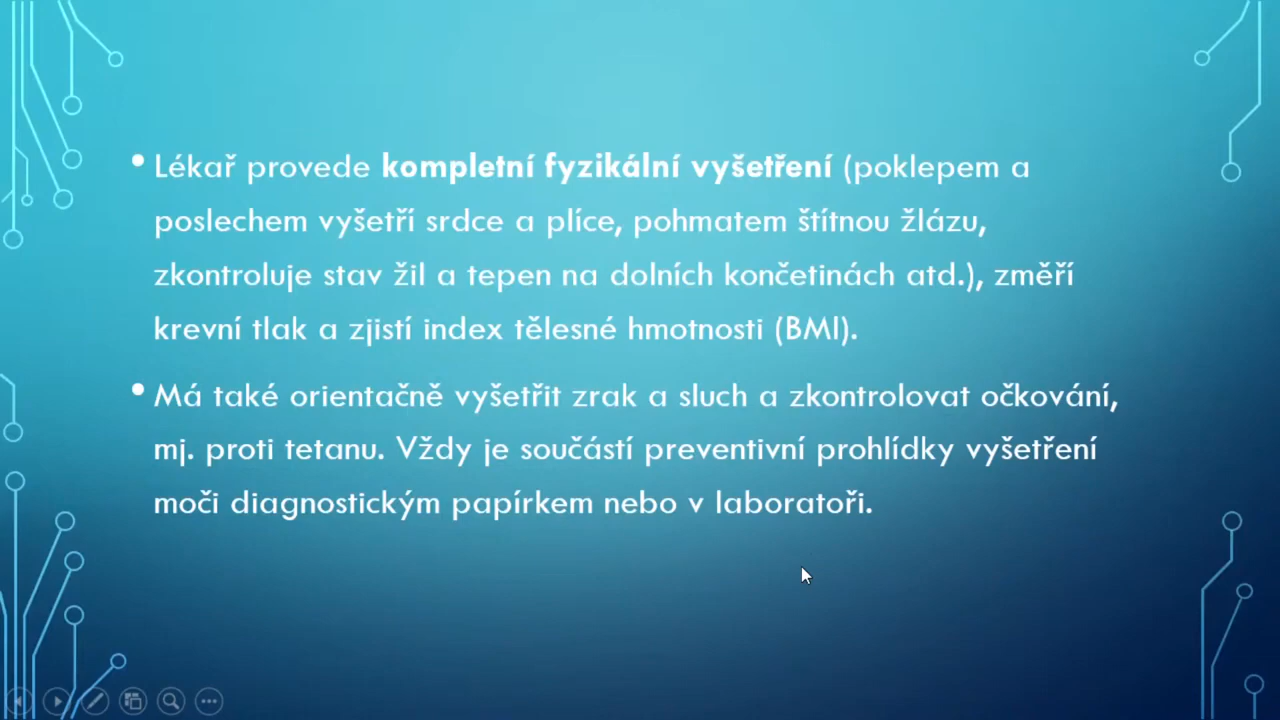 • Lékař provede kompletní fyzikální vyšetření (poklepem a
poslechem vyšetří srdce a plíce, pohmatem štítnou žlázu,
zkontroluje stav žil a tepen na dolních končetinách atd.), změří
krevní tlak a zjistí index tělesné hmotnosti (BMI).
• Má také orientačně vyšetřit zrak a sluch a zkontrolovat očkování,
mj. proti tetanu. Vždy je součástí preventivní prohlídky vyšetření
moči diagnostickým papírkem nebo v laboratoři.